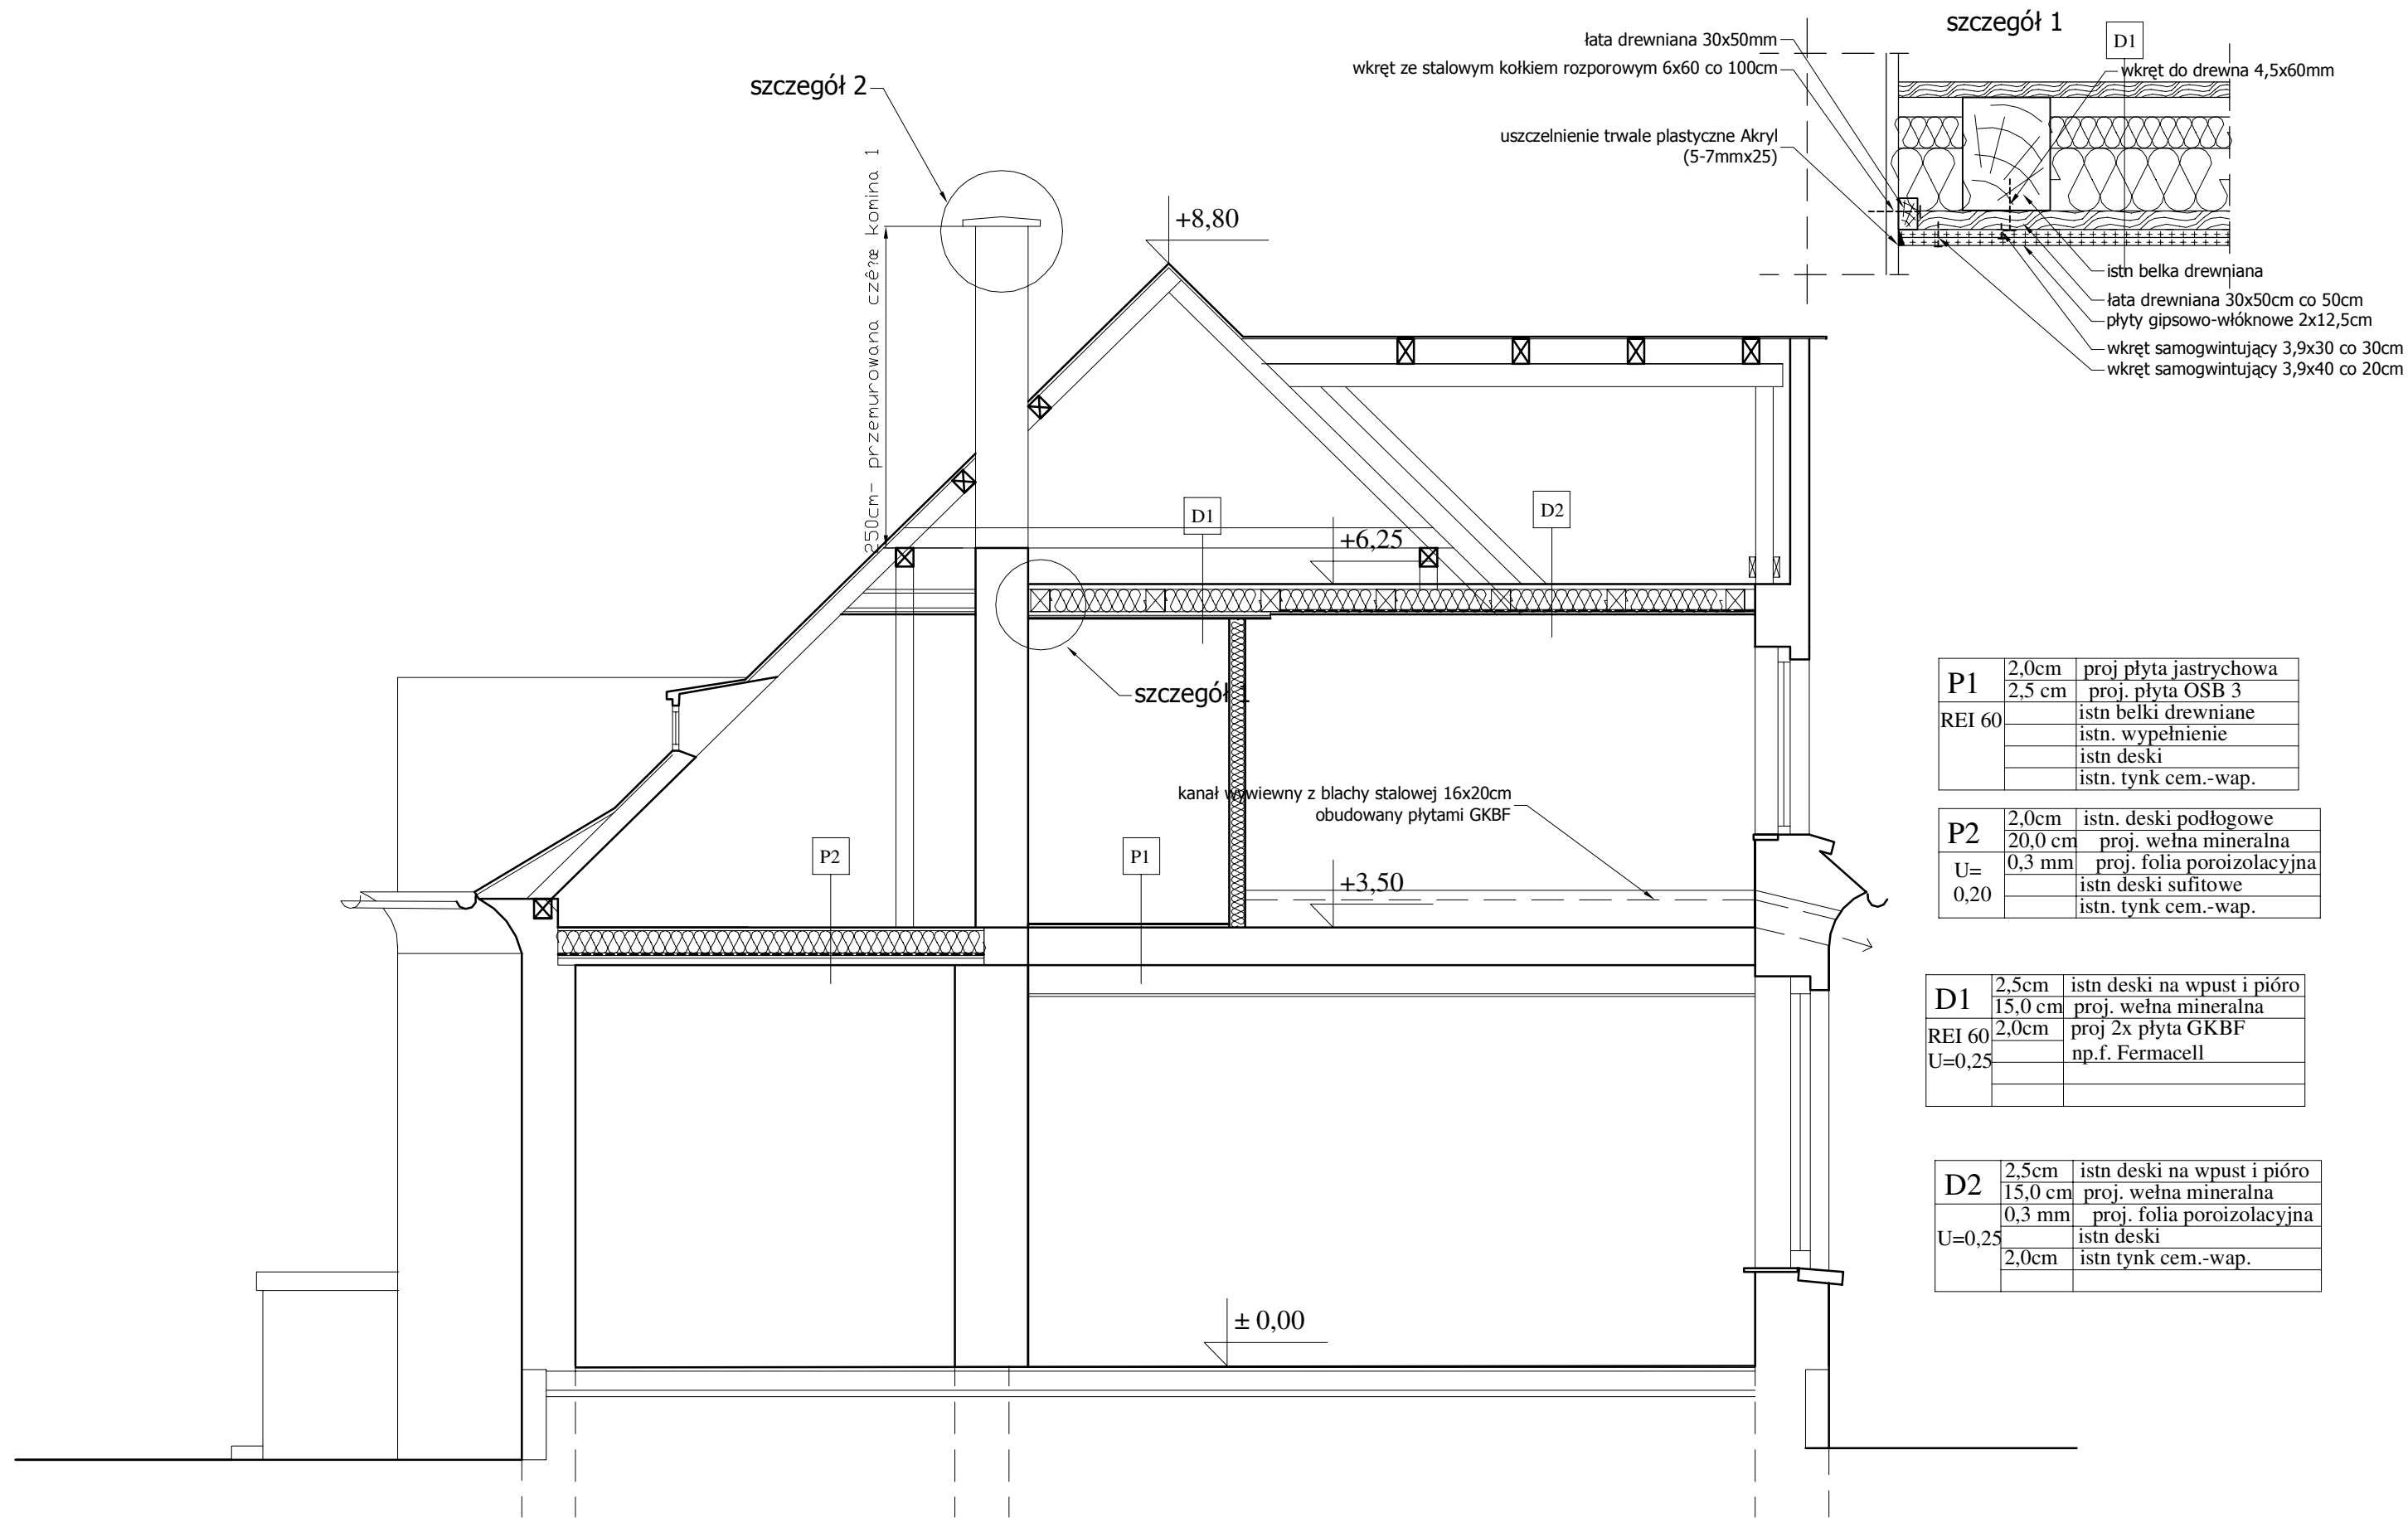 szczegół 1
łata drewniana 30x50mm
D1
wkręt ze stalowym kołkiem rozporowym 6x60 co 100cm
wkręt do drewna 4,5x60mm
szczegół 2
uszczelnienie trwale plastyczne Akryl
(5-7mmx25)
250cm- przemurowana czê?œ komina 1
+8,80
istn belka drewniana
łata drewniana 30x50cm co 50cm
płyty gipsowo-włóknowe 2x12,5cm
wkręt samogwintujący 3,9x30 co 30cm
wkręt samogwintujący 3,9x40 co 20cm
D1
D2
+6,25
szczegół 1
kanał wywiewny z blachy stalowej 16x20cm
obudowany płytami GKBF
P2
P1
+3,50
± 0,00
P1
REI 60
2,0cm proj płyta jastrychowa
2,5 cm proj. płyta OSB 3
istn belki drewniane
istn. wypełnienie
istn deski
istn. tynk cem.-wap.
P2
U=
0,20
2,0cm istn. deski podłogowe
20,0 cm proj. wełna mineralna
0,3 mm proj. folia poroizolacyjna
istn deski sufitowe
istn. tynk cem.-wap.
D1
REI 60
U=0,25
2,5cm istn deski na wpust i pióro
15,0 cm proj. wełna mineralna
2,0cm proj 2x płyta GKBF
np.f. Fermacell
D2
U=0,25
2,5cm istn deski na wpust i pióro
15,0 cm proj. wełna mineralna
0,3 mm proj. folia poroizolacyjna
istn deski
2,0cm istn tynk cem.-wap.